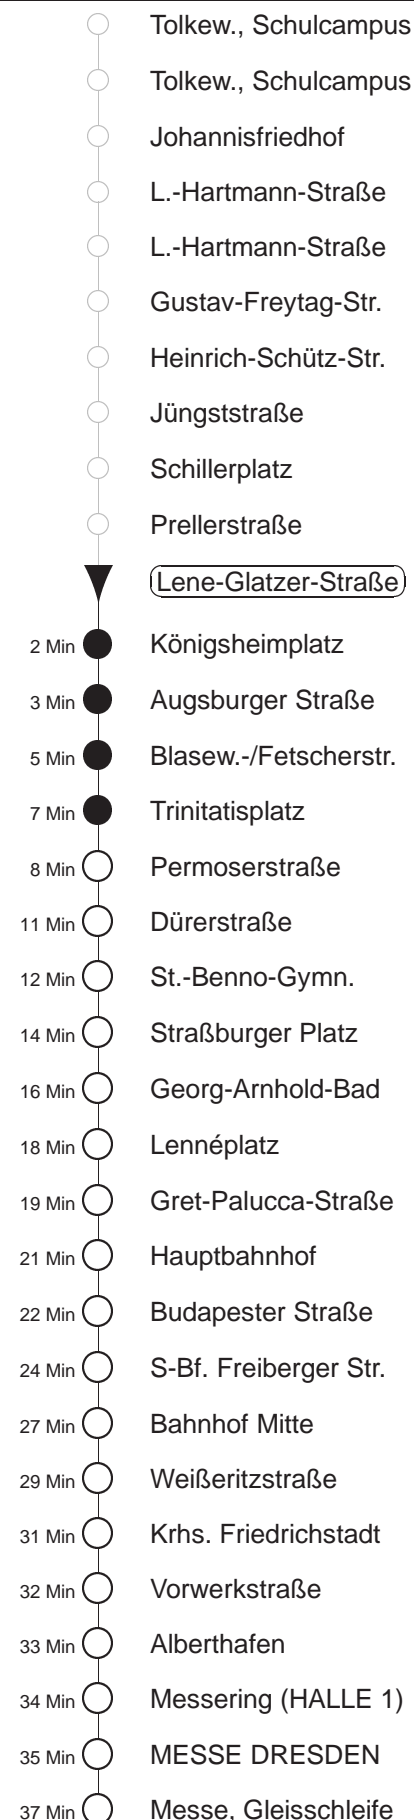 Tolkew., Schulcampus
Tolkew., Schulcampus
Johannisfriedhof
L.-Hartmann-Straße
L.-Hartmann-Straße
Gustav-Freytag-Str.
Heinrich-Schütz-Str.
Jüngststraße
Schillerplatz
Prellerstraße
Lene-Glatzer-Straße
2 Min Königsheimplatz
3 Min Augsburger Straße
5 Min Blasew.-/Fetscherstr.
7 Min Trinitatisplatz
8 Min Permoserstraße
11 Min Dürerstraße
12 Min St.-Benno-Gymn.
14 Min Straßburger Platz
16 Min Georg-Arnhold-Bad
18 Min Lennéplatz
19 Min Gret-Palucca-Straße
21 Min Hauptbahnhof
22 Min Budapester Straße
24 Min S-Bf. Freiberger Str.
27 Min Bahnhof Mitte
29 Min Weißeritzstraße
31 Min Krhs. Friedrichstadt
32 Min Vorwerkstraße
33 Min Alberthafen
34 Min Messering (HALLE 1)
35 Min MESSE DRESDEN
37 Min Messe, Gleisschleife